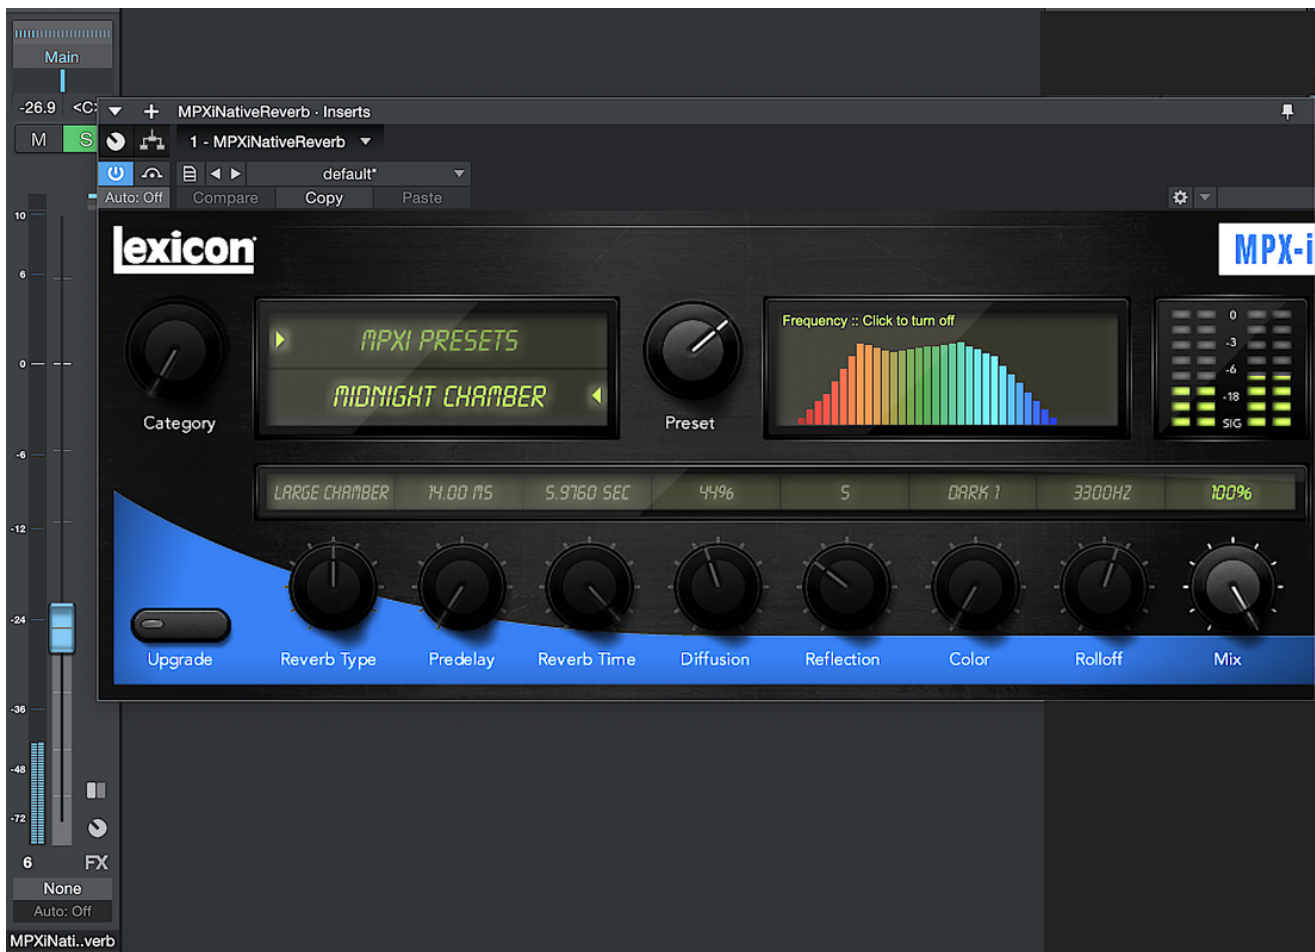 Main
-26.9 <C>
MPXiNativeReverb · Inserts
M S
1 - MPXiNativeReverb
default*
Auto: Off Compare Copy Paste
lexicon
MPX-i
MPXI PRESETS
MIDNIGHT CHAMBER
Category
Preset
Frequency :: Click to turn off
0
-3
-6
-18
SIG
LARGE CHAMBER 14.00 MS 5.9760 SEC 44% 5 DARK 1 3300HZ 100%
Upgrade Reverb Type Predelay Reverb Time Diffusion Reflection Color Rolloff Mix
10
6
0
-6
-12
-24
-36
-48
-72
6 FX
None
Auto: Off
MPXiNati..verb